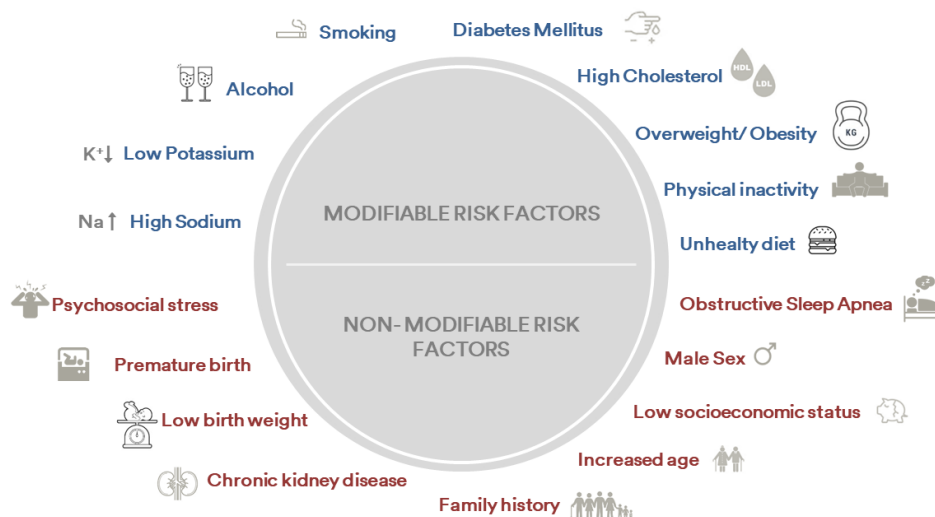 Smoking
Diabetes Mellitus
Alcohol
High Cholesterol
HDL
LDL
K+↓ Low Potassium
Overweight/ Obesity
KG
Na↑ High Sodium
Physical inactivity
Unhealty diet
MODIFIABLE RISK FACTORS
NON- MODIFIABLE RISK
FACTORS
Psychosocial stress
Obstructive Sleep Apnea
zZ
Premature birth
Male Sex
Low birth weight
Low socioeconomic status
Chronic kidney disease
Increased age
Family history